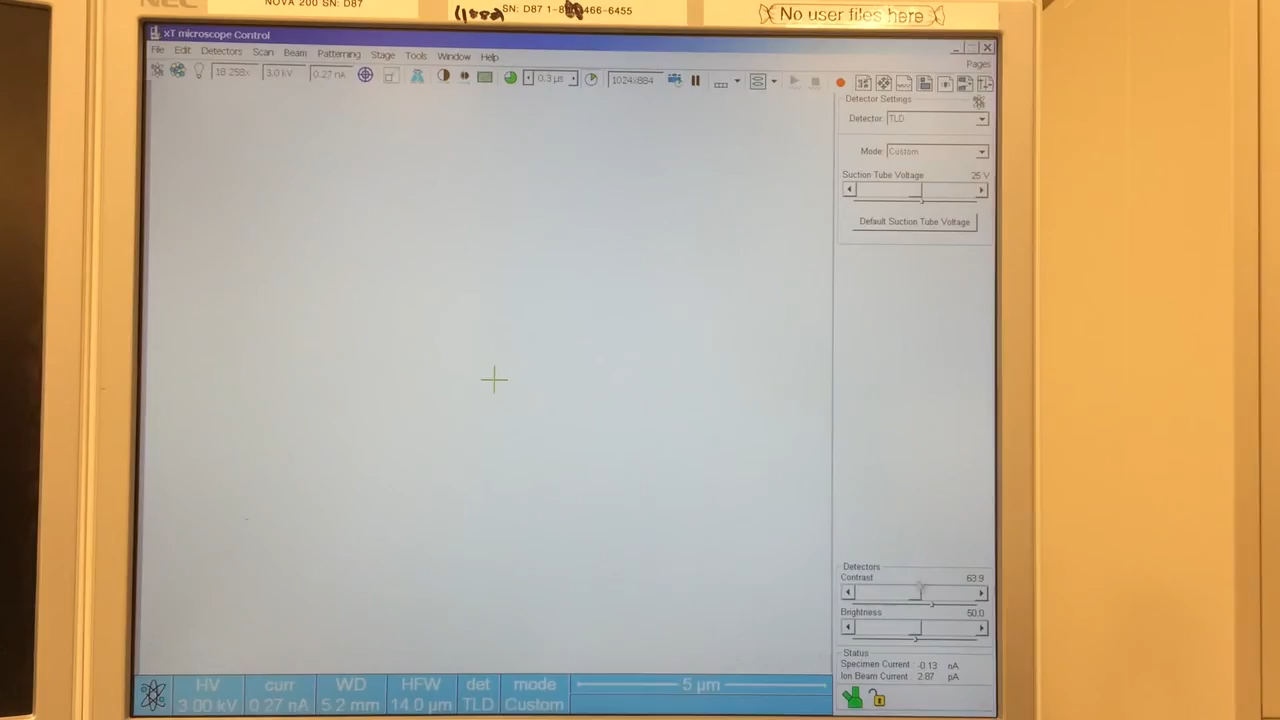 NEC
NOVA 200 SN: D87
SN: D87
466-6455
No user files here
xT microscope Control
File Edit Detectors Scan Beam Patterning Stage Tools Window Help
Pages
18 258x 3.0 kV 0.27 nA 0.3 µs 1024x884
Detector Settings
Detector: TLD
Mode: Custom
Suction Tube Voltage 25 V
Default Suction Tube Voltage
Detectors
Contrast 63.9
Brightness 50.0
Status
Specimen Current: -0.13 nA
Ion Beam Current: 2.87 pA
HV curr WD HFW det mode 5 µm
3.00 kV 0.27 nA 5.2 mm 14.0 µm TLD Custom